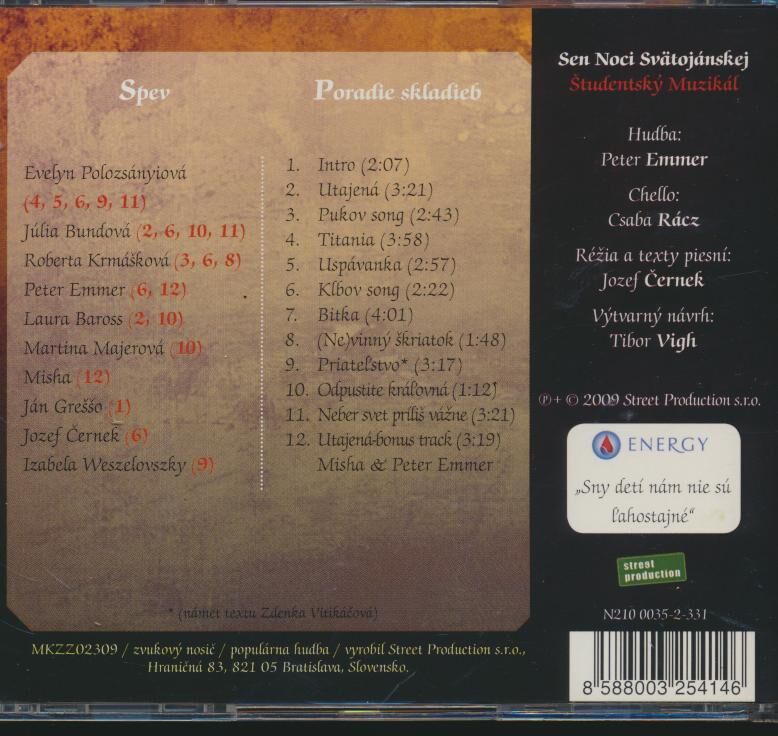 Spev
Evelyn Polozsányiová
(4, 5, 6, 9, 11)
Júlia Bundová (2, 6, 10, 11)
Roberta Krmášková (3, 6, 8)
Peter Emmer (6, 12)
Laura Baross (2, 10)
Martina Majerová (10)
Misha (12)
Ján Greššo (1)
Jozef Černek (6)
Izabela Weszelovszky (9)
Poradie skladieb
1. Intro (2:07)
2. Utajená (3:21)
3. Pukov song (2:43)
4. Titania (3:58)
5. Uspávanka (2:57)
6. Klbov song (2:22)
7. Bitka (4:01)
8. (Ne)vinný škriatok (1:48)
9. Priateľstvo* (3:17)
10. Odpustite kráľovná (1:12)
11. Neber svet príliš vážne (3:21)
12. Utajená-bonus track (3:19)
Misha & Peter Emmer
* (námet textu Zdenka Vitikáčová)
MKZZ02309 / zvukový nosič / populárna hudba / vyrobil Street Production s.r.o.,
Hraničná 83, 821 05 Bratislava, Slovensko.
Sen Noci Svätojánskej
Študentský Muzikál
Hudba:
Peter Emmer
Chello:
Csaba Rácz
Réžia a texty piesní:
Jozef Černek
Výtvarný návrh:
Tibor Vigh
℗+ © 2009 Street Production s.r.o.
ENERGY
„Sny detí nám nie sú
ľahostajné“
street
production
N210 0035-2-331
8 588003 254146